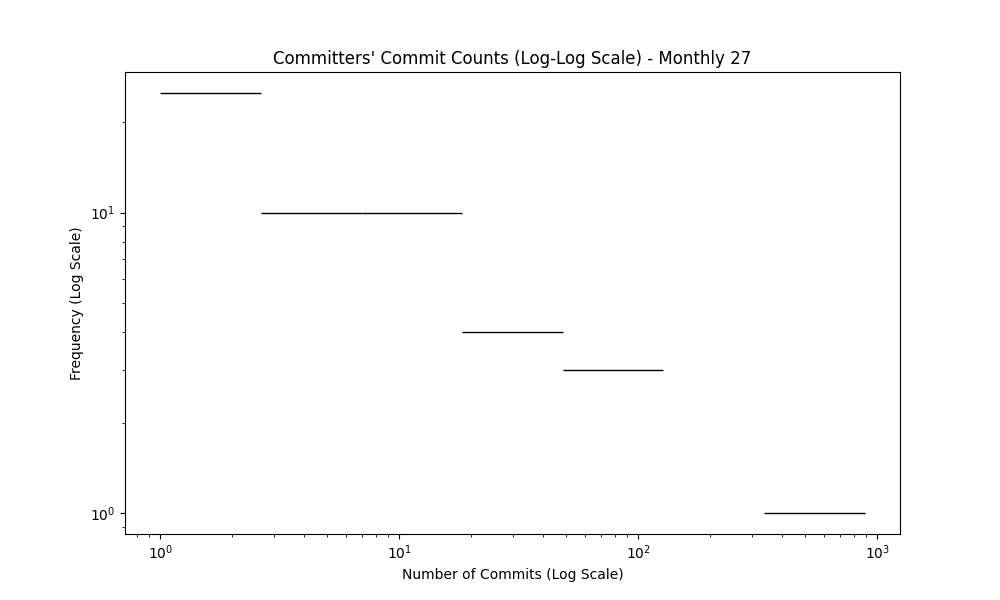 Committers' Commit Counts (Log-Log Scale) - Monthly 27
Frequency (Log Scale)
10¹
10⁰
10⁰ 10¹ 10² 10³
Number of Commits (Log Scale)